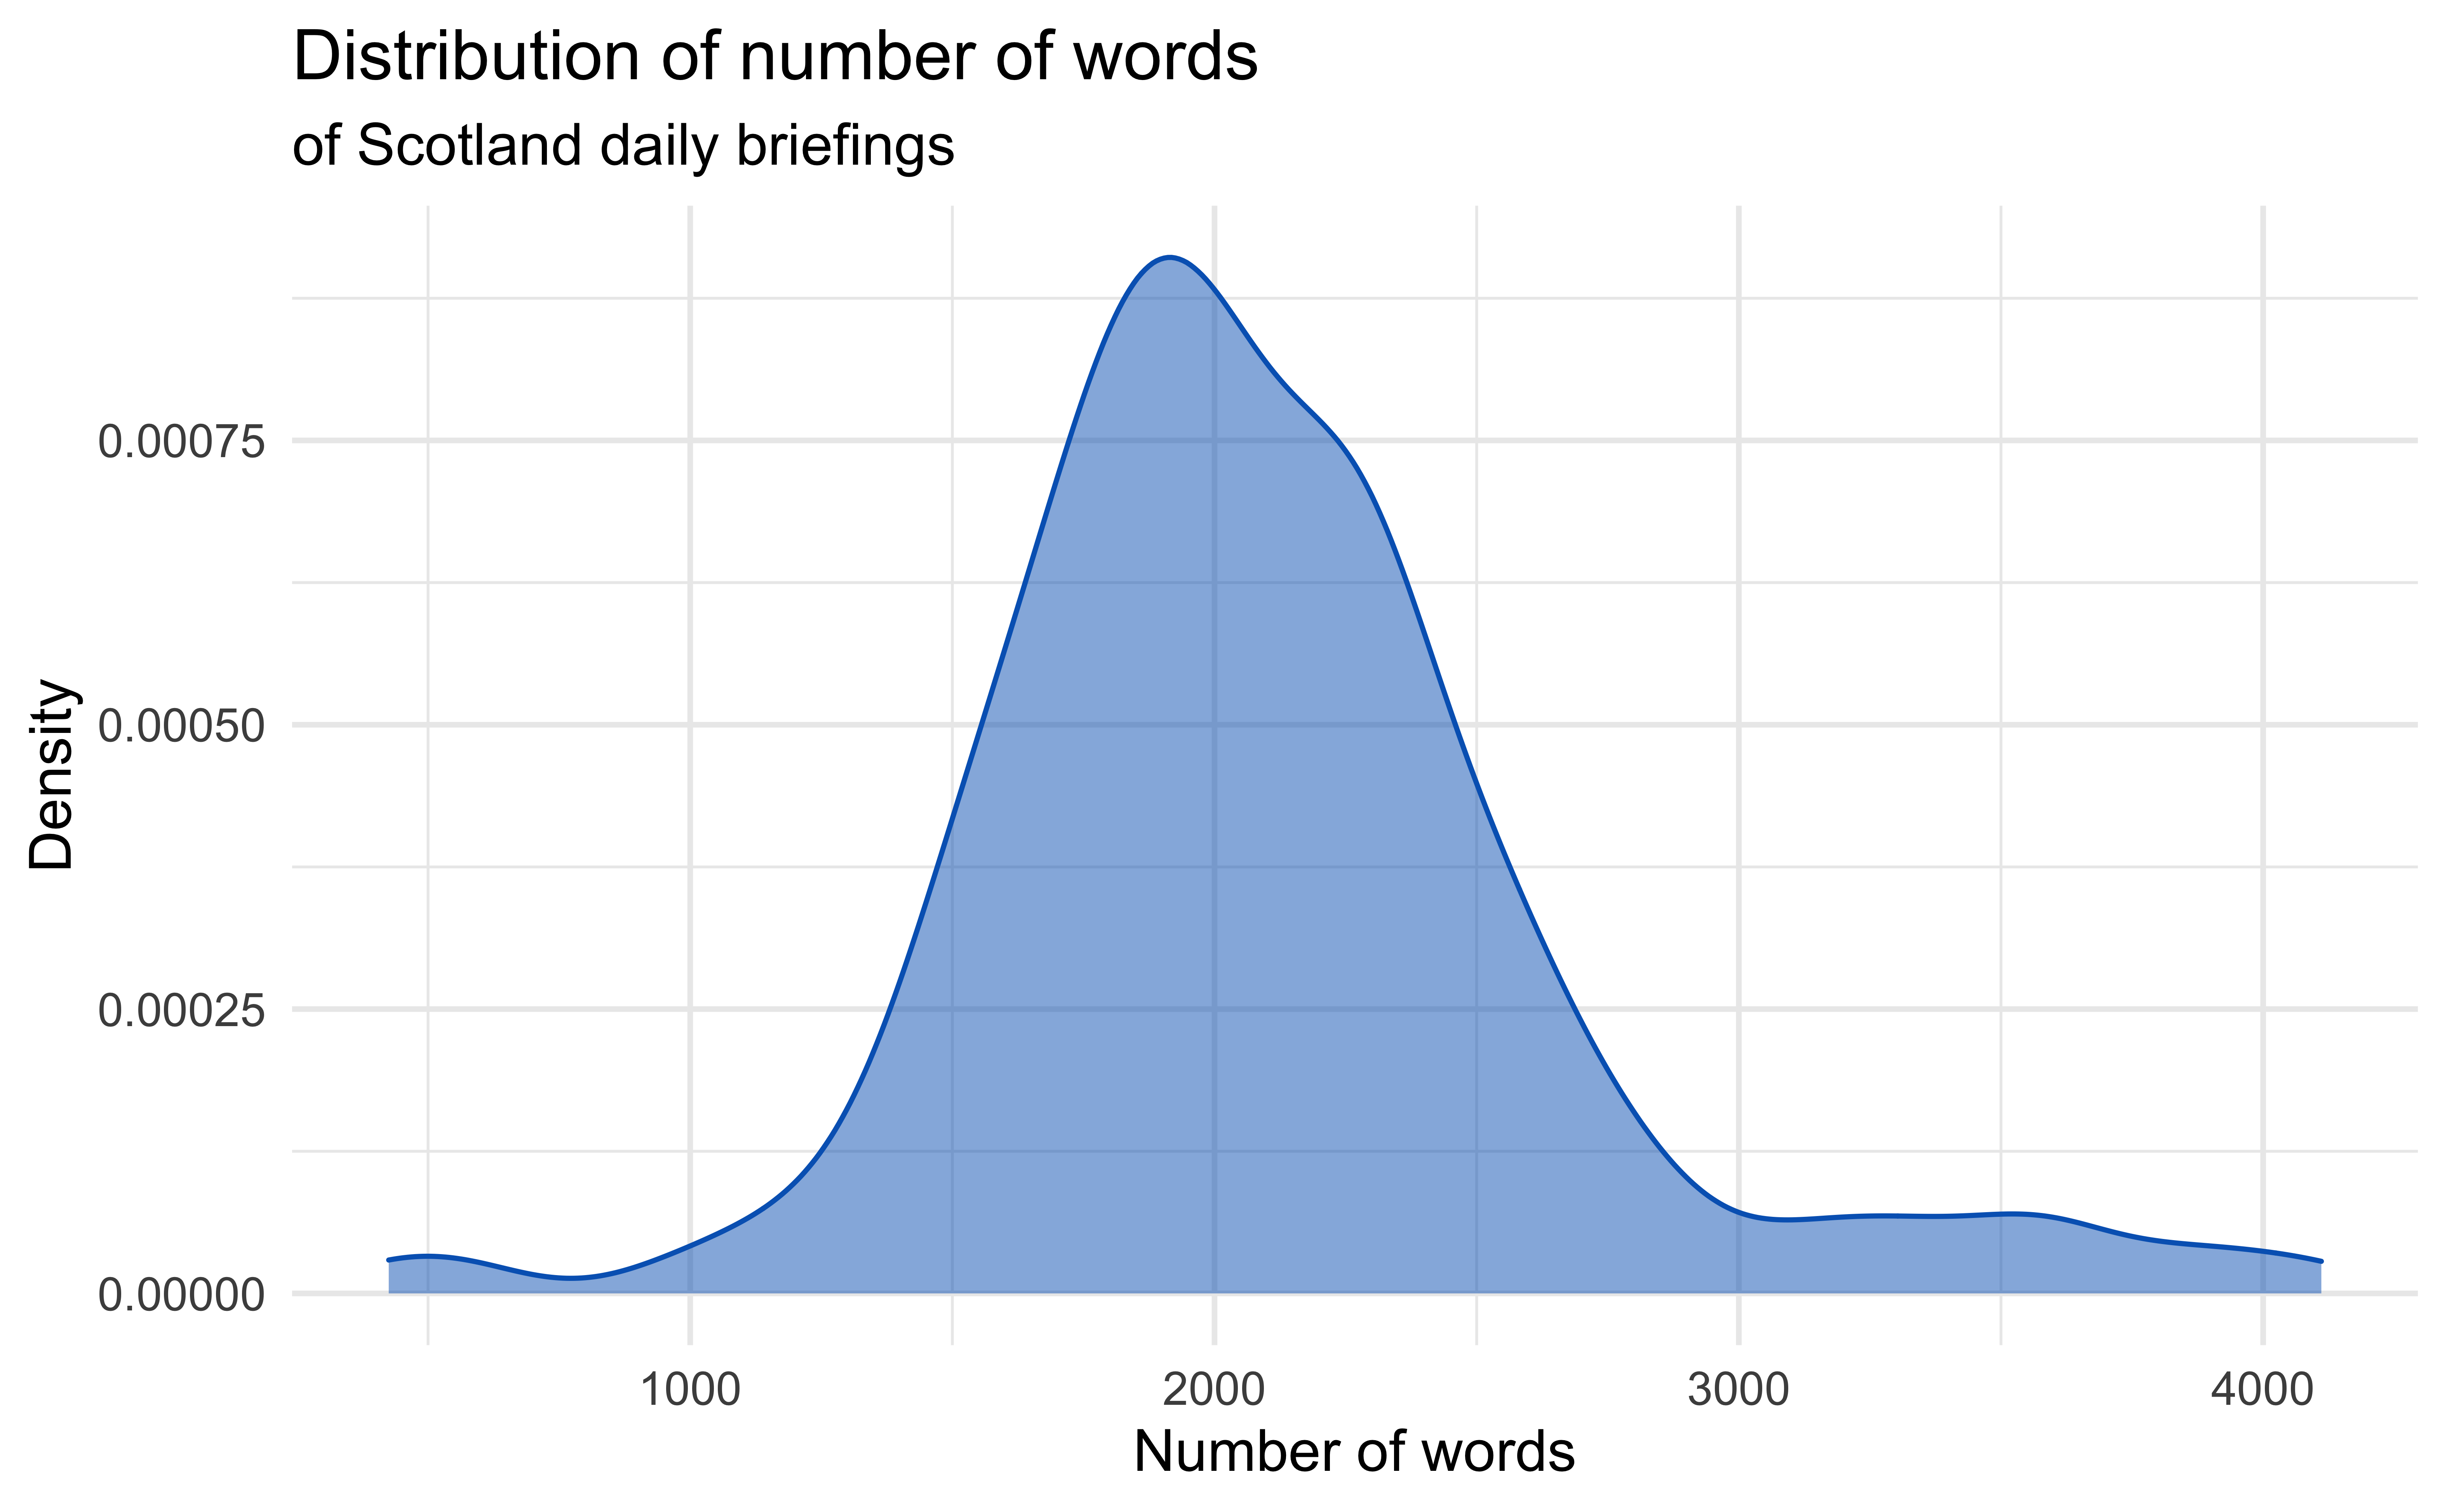 Distribution of number of words
of Scotland daily briefings
Density
0.00075
0.00050
0.00025
0.00000
1000 2000 3000 4000
Number of words